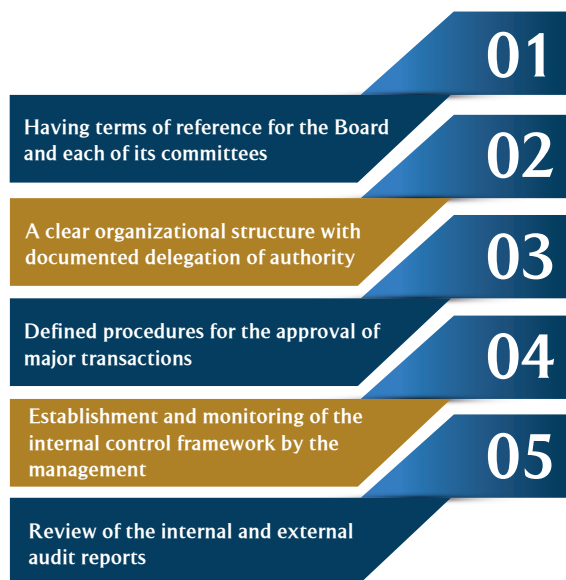 01
Having terms of reference for the Board
and each of its committees
02
A clear organizational structure with
documented delegation of authority
03
Defined procedures for the approval of
major transactions
04
Establishment and monitoring of the
internal control framework by the
management
05
Review of the internal and external
audit reports